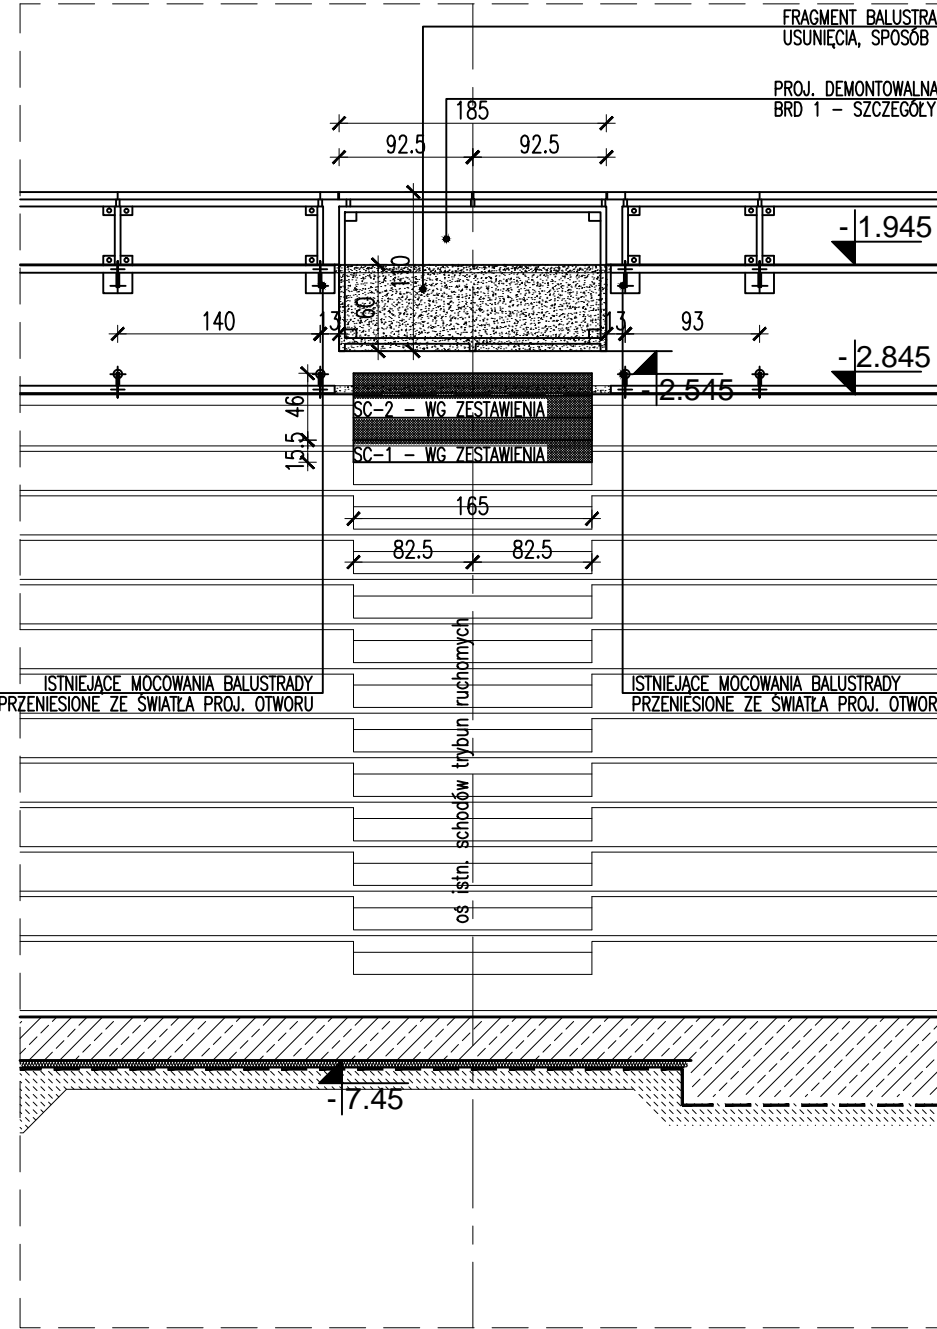 FRAGMENT BALUSTRA
USUNIĘCIA, SPOSÓB
PROJ. DEMONTOWALNA
BRD 1 – SZCZEGÓŁY
185
92.5
92.5
-1.945
110
60
140
13
13
93
-2.845
-2.545
46
15.5
SC-2 – WG ZESTAWIENIA
SC-1 – WG ZESTAWIENIA
165
82.5
82.5
oś istn. schodów trybun ruchomych
ISTNIEJĄCE MOCOWANIA BALUSTRADY
PRZENIESIONE ZE ŚWIATŁA PROJ. OTWORU
ISTNIEJĄCE MOCOWANIA BALUSTRADY
PRZENIESIONE ZE ŚWIATŁA PROJ. OTWOR
-7.45